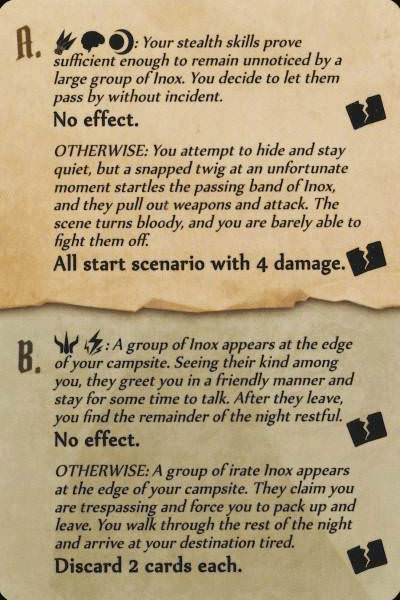 A. : Your stealth skills prove
sufficient enough to remain unnoticed by a
large group of Inox. You decide to let them
pass by without incident.
No effect.
OTHERWISE: You attempt to hide and stay
quiet, but a snapped twig at an unfortunate
moment startles the passing band of Inox,
and they pull out weapons and attack. The
scene turns bloody, and you are barely able to
fight them off.
All start scenario with 4 damage.
B. : A group of Inox appears at the edge
of your campsite. Seeing their kind among
you, they greet you in a friendly manner and
stay for some time to talk. After they leave,
you find the remainder of the night restful.
No effect.
OTHERWISE: A group of irate Inox appears
at the edge of your campsite. They claim you
are trespassing and force you to pack up and
leave. You walk through the rest of the night
and arrive at your destination tired.
Discard 2 cards each.